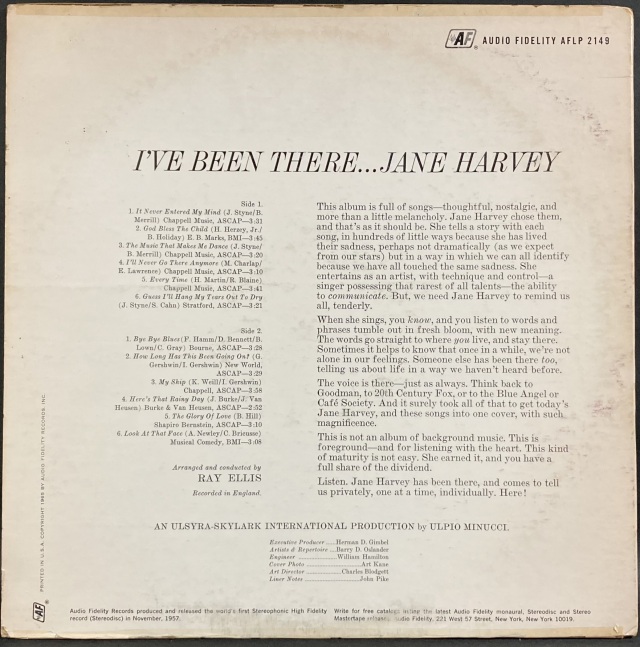 AF ® AUDIO FIDELITY AFLP 2149
I'VE BEEN THERE...JANE HARVEY
Side 1.
1. It Never Entered My Mind (J. Styne/B.
Merrill) Chappell Music, ASCAP—3:31
2. God Bless The Child (H. Herzey, Jr./
B. Holiday) E. B. Marks, BMI—3:45
3. The Music That Makes Me Dance (J. Styne/
B. Merrill) Chappell Music, ASCAP—3:20
4. I'll Never Go There Anymore (M. Charlap/
E. Lawrence) Chappell Music, ASCAP—3:10
5. Every Time (H. Martin/R. Blaine)
Chappell Music, ASCAP—3:41
6. Guess I'll Hang My Tears Out To Dry
(J. Styne/S. Cahn) Stratford, ASCAP—3:21
Side 2.
1. Bye Bye Blues (F. Hamm/D. Bennett/B.
Lown/C. Gray) Bourne, ASCAP—3:28
2. How Long Has This Been Going On? (G.
Gershwin/I. Gershwin) New World,
ASCAP—3:29
3. My Ship (K. Weill/I. Gershwin)
Chappell, ASCAP—3:58
4. Here's That Rainy Day (J. Burke/J. Van
Heusen) Burke & Van Heusen, ASCAP—2:52
5. The Glory Of Love (B. Hill)
Shapiro Bernstein, ASCAP—3:10
6. Look At That Face (A. Newley/C. Bricusse)
Musical Comedy, BMI—3:08
Arranged and conducted by
RAY ELLIS
Recorded in England.
This album is full of songs—thoughtful, nostalgic, and
more than a little melancholy. Jane Harvey chose them,
and that's as it should be. She tells a story with each
song, in hundreds of little ways because she has lived
their sadness, perhaps not dramatically (as we expect
from our stars) but in a way in which we can all identify
because we have all touched the same sadness. She
entertains as an artist, with technique and control—a
singer possessing that rarest of all talents—the ability
to communicate. But, we need Jane Harvey to remind us
all, tenderly.
When she sings, you know, and you listen to words and
phrases tumble out in fresh bloom, with new meaning.
The words go straight to where you live, and stay there.
Sometimes it helps to know that once in a while, we're not
alone in our feelings. Someone else has been there too,
telling us about life in a way we haven't heard before.
The voice is there—just as always. Think back to
Goodman, to 20th Century Fox, or to the Blue Angel or
Café Society. And it surely took all of that to get today's
Jane Harvey, and these songs into one cover, with such
magnificence.
This is not an album of background music. This is
foreground—and for listening with the heart. This kind
of maturity is not easy. She earned it, and you have a
full share of the dividend.
Listen. Jane Harvey has been there, and comes to tell
us privately, one at a time, individually. Here!
AN ULSYRA-SKYLARK INTERNATIONAL PRODUCTION by ULPIO MINUCCI.
Executive Producer ....Herman D. Gimbel
Artists & Repertoire ...Barry D. Oslander
Engineer ..................William Hamilton
Cover Photo ........................Art Kane
Art Director ..............Charles Blodgett
Liner Notes ........................John Pike
PRINTED IN U.S.A. COPYRIGHT 1965 BY AUDIO FIDELITY RECORDS, INC.
AF ®
Audio Fidelity Records produced and released the world's first Stereophonic High Fidelity
record (Stereodisc) in November, 1957.
Write for free catalog the latest Audio Fidelity monaural, Stereodisc and Stereo
Mastertape Fidelity, 221 West 57 Street, New York, New York 10019.